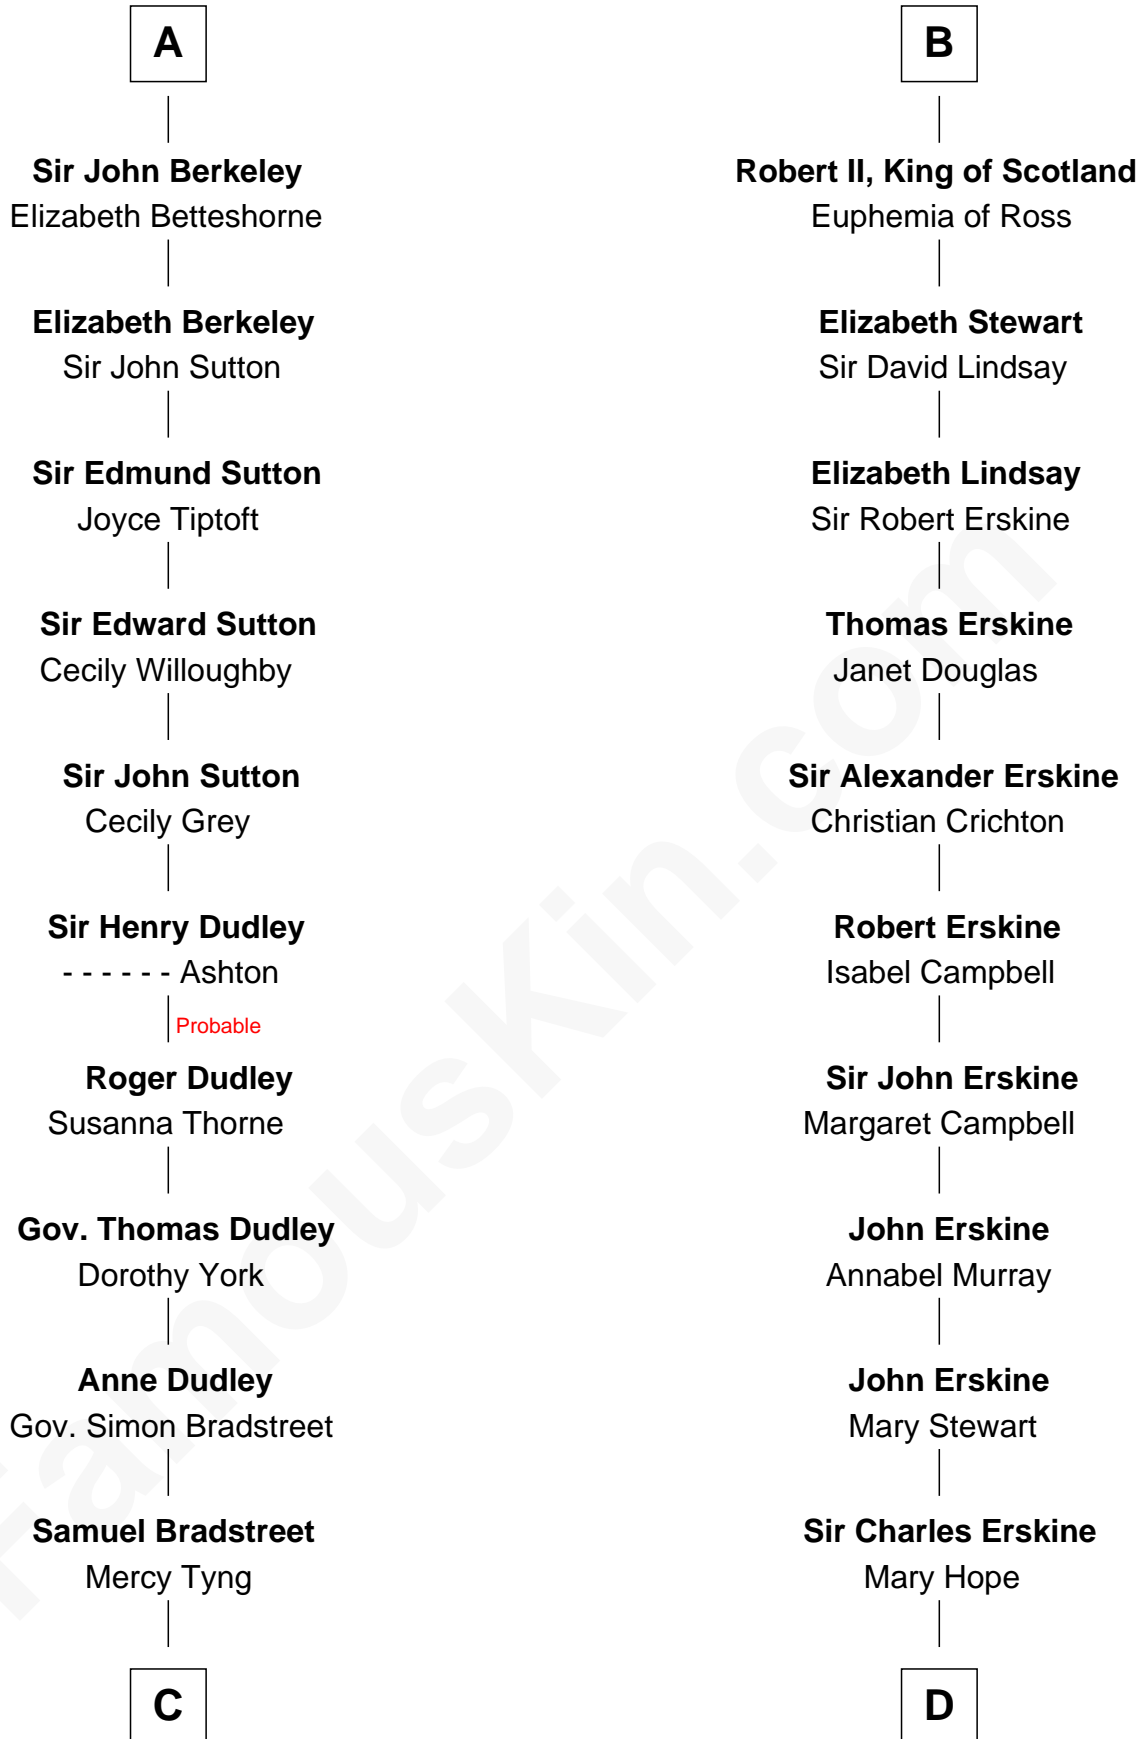 A
Sir John Berkeley
Elizabeth Betteshorne
Elizabeth Berkeley
Sir John Sutton
Sir Edmund Sutton
Joyce Tiptoft
Sir Edward Sutton
Cecily Willoughby
Sir John Sutton
Cecily Grey
Sir Henry Dudley
- - - - - - Ashton
Probable
Roger Dudley
Susanna Thorne
Gov. Thomas Dudley
Dorothy York
Anne Dudley
Gov. Simon Bradstreet
Samuel Bradstreet
Mercy Tyng
C
B
Robert II, King of Scotland
Euphemia of Ross
Elizabeth Stewart
Sir David Lindsay
Elizabeth Lindsay
Sir Robert Erskine
Thomas Erskine
Janet Douglas
Sir Alexander Erskine
Christian Crichton
Robert Erskine
Isabel Campbell
Sir John Erskine
Margaret Campbell
John Erskine
Annabel Murray
John Erskine
Mary Stewart
Sir Charles Erskine
Mary Hope
D
FamousKin.com